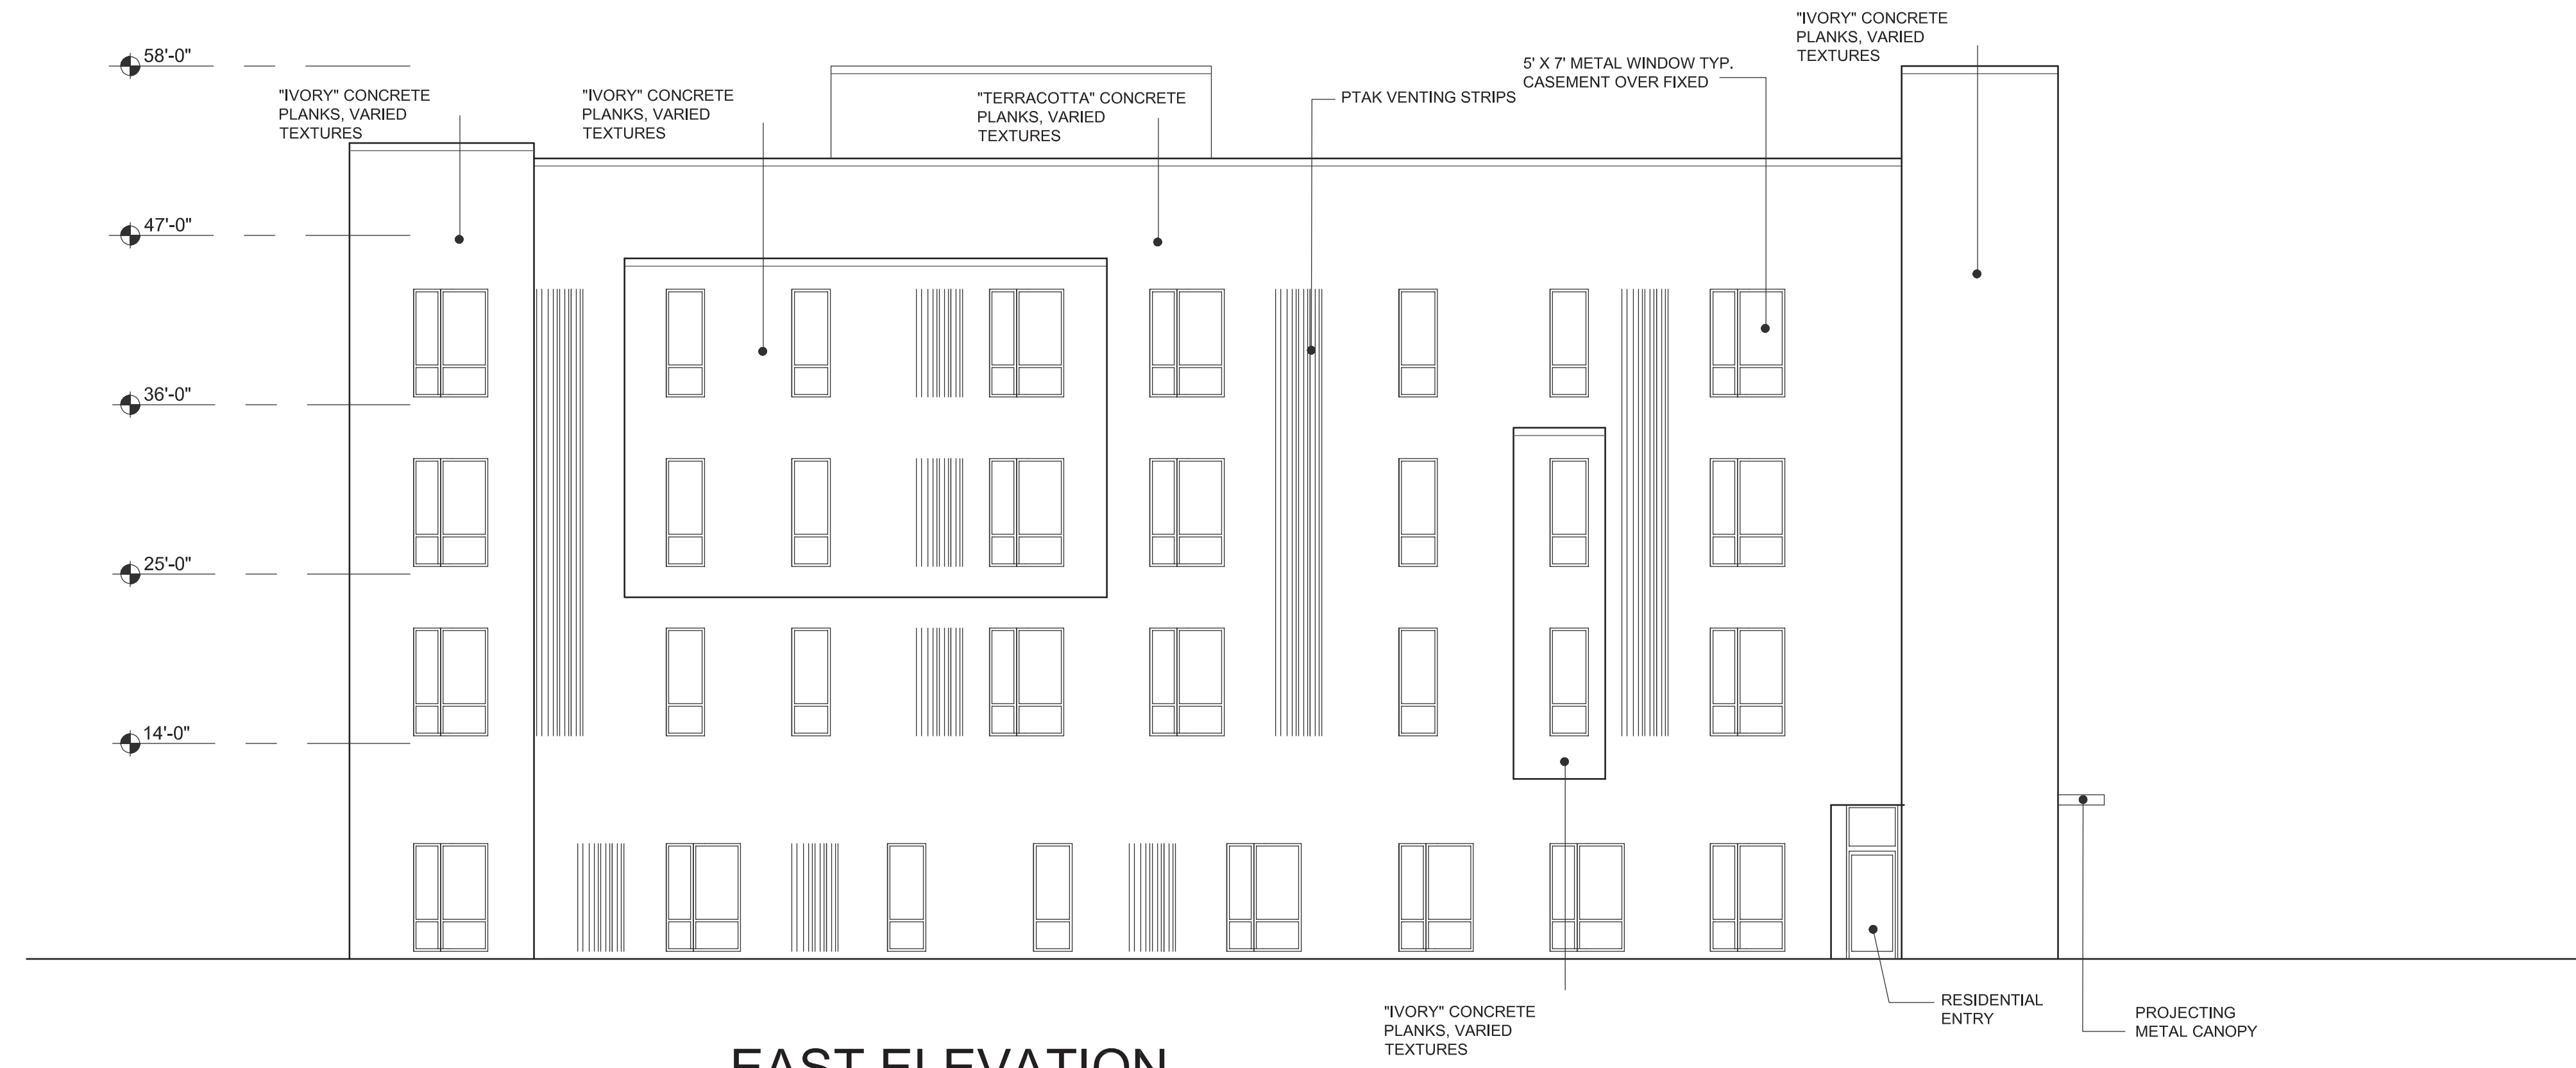 58'-0"
47'-0"
36'-0"
25'-0"
14'-0"
"IVORY" CONCRETE
PLANKS, VARIED
TEXTURES
"IVORY" CONCRETE
PLANKS, VARIED
TEXTURES
"TERRACOTTA" CONCRETE
PLANKS, VARIED
TEXTURES
PTAK VENTING STRIPS
5' X 7' METAL WINDOW TYP.
CASEMENT OVER FIXED
"IVORY" CONCRETE
PLANKS, VARIED
TEXTURES
"IVORY" CONCRETE
PLANKS, VARIED
TEXTURES
RESIDENTIAL
ENTRY
PROJECTING
METAL CANOPY
EAST ELEVATION